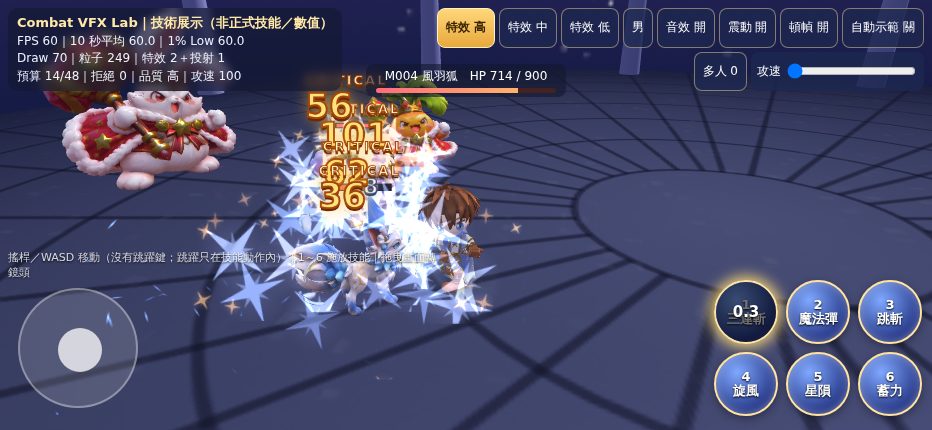 Combat VFX Lab｜技術展示（非正式技能／數值）
FPS 60｜10 秒平均 60.0｜1% Low 60.0
Draw 70｜粒子 249｜特效 2＋投射 1
預算 14/48｜拒絕 0｜品質 高｜攻速 100
特效 高
特效 中
特效 低
男
音效 開
震動 開
頓幀 開
自動示範 關
多人 0
攻速
M004 風羽狐 HP 714 / 900
56
101
CRITICAL
62
CRITICAL
36
搖桿／WASD 移動（沒有跳躍鍵；跳躍只在技能動作內）
鏡頭
0.3
三連斬
2
魔法彈
3
跳斬
4
旋風
5
星隕
6
蓄力